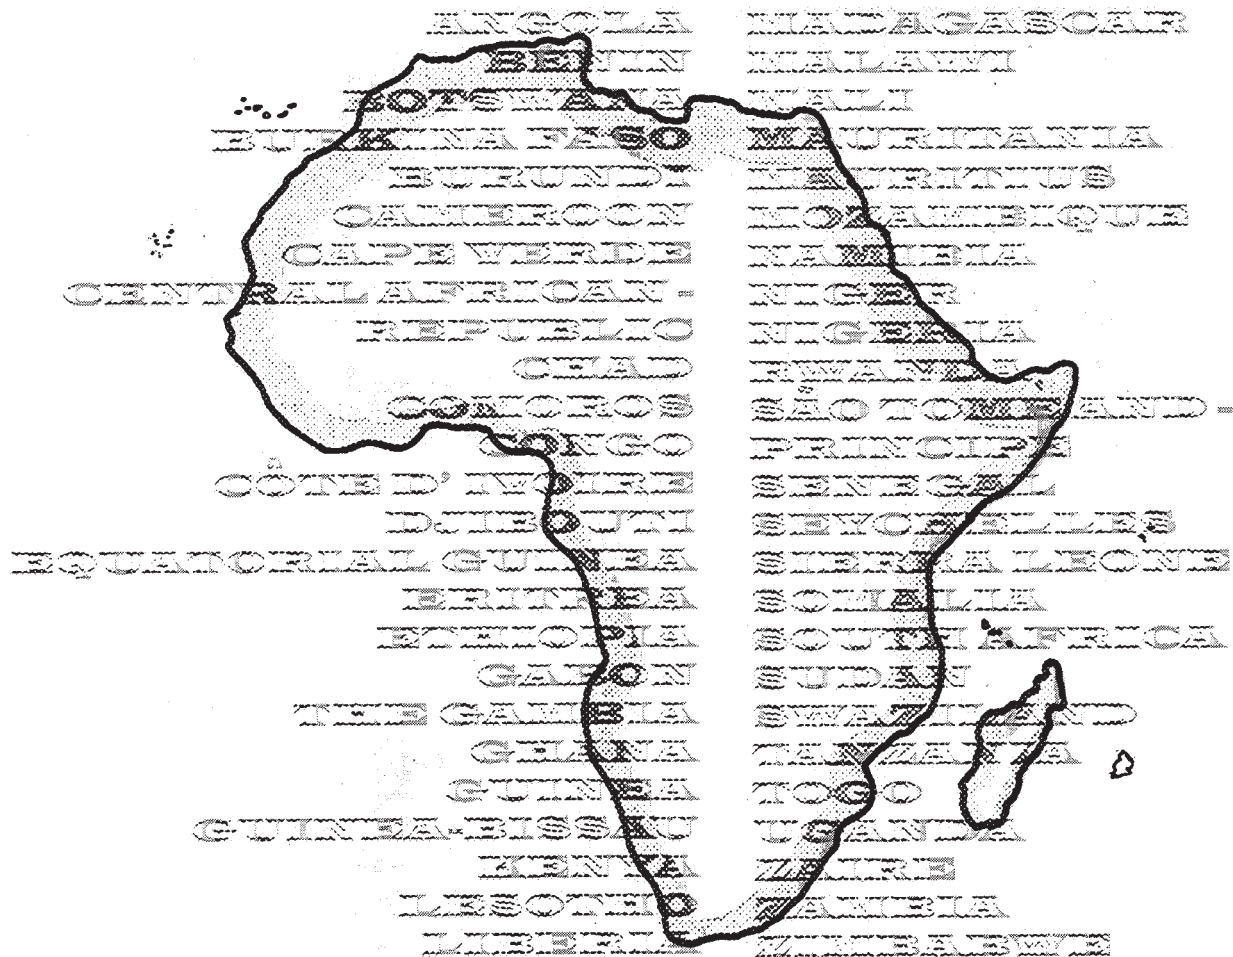 ANGOLA
BENIN
BOTSWANA
BURKINA FASO
BURUNDI
CAMEROON
CAPE VERDE
CENTRAL AFRICAN-
REPUBLIC
CHAD
COMOROS
CONGO
CÔTE D'IVOIRE
DJIBOUTI
EQUATORIAL GUINEA
ERITREA
ETHIOPIA
GABON
THE GAMBIA
GHANA
GUINEA
GUINEA-BISSAU
KENYA
LESOTHO
LIBERIA
MADAGASCAR
MALAWI
MALI
MAURITANIA
MAURITIUS
MOZAMBIQUE
NAMIBIA
NIGER
NIGERIA
RWANDA
SÃO TOMÉ AND-
PRINCIPE
SENEGAL
SEYCHELLES
SIERRA LEONE
SOMALIA
SOUTH AFRICA
SUDAN
SWAZILAND
TANZANIA
TOGO
UGANDA
ZAIRE
ZAMBIA
ZIMBABWE